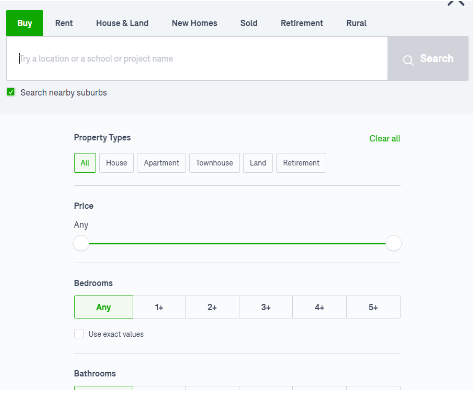 Buy Rent House & Land New Homes Sold Retirement Rural
Try a location or a school or project name Search
Search nearby suburbs
Property Types Clear all
All House Apartment Townhouse Land Retirement
Price
Any
Bedrooms
Any 1+ 2+ 3+ 4+ 5+
Use exact values
Bathrooms